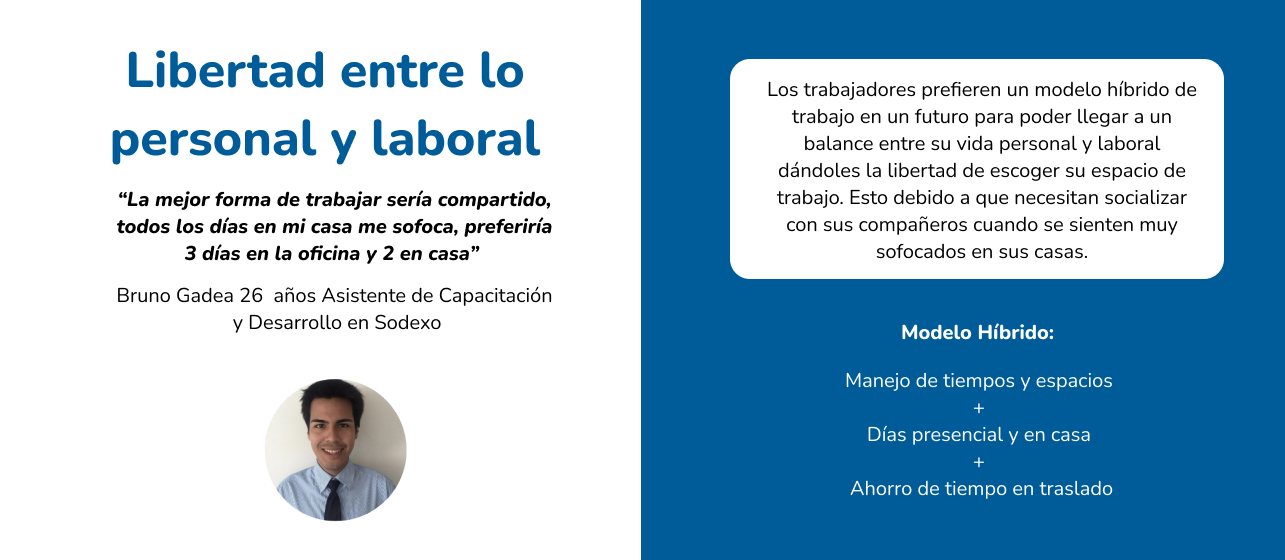 Libertad entre lo
personal y laboral
“La mejor forma de trabajar sería compartido,
todos los días en mi casa me sofoca, preferiría
3 días en la oficina y 2 en casa”
Bruno Gadea 26  años Asistente de Capacitación
y Desarrollo en Sodexo
Los trabajadores prefieren un modelo híbrido de
trabajo en un futuro para poder llegar a un
balance entre su vida personal y laboral
dándoles la libertad de escoger su espacio de
trabajo. Esto debido a que necesitan socializar
con sus compañeros cuando se sienten muy
sofocados en sus casas.
Modelo Híbrido:
Manejo de tiempos y espacios
+
Días presencial y en casa
+
Ahorro de tiempo en traslado